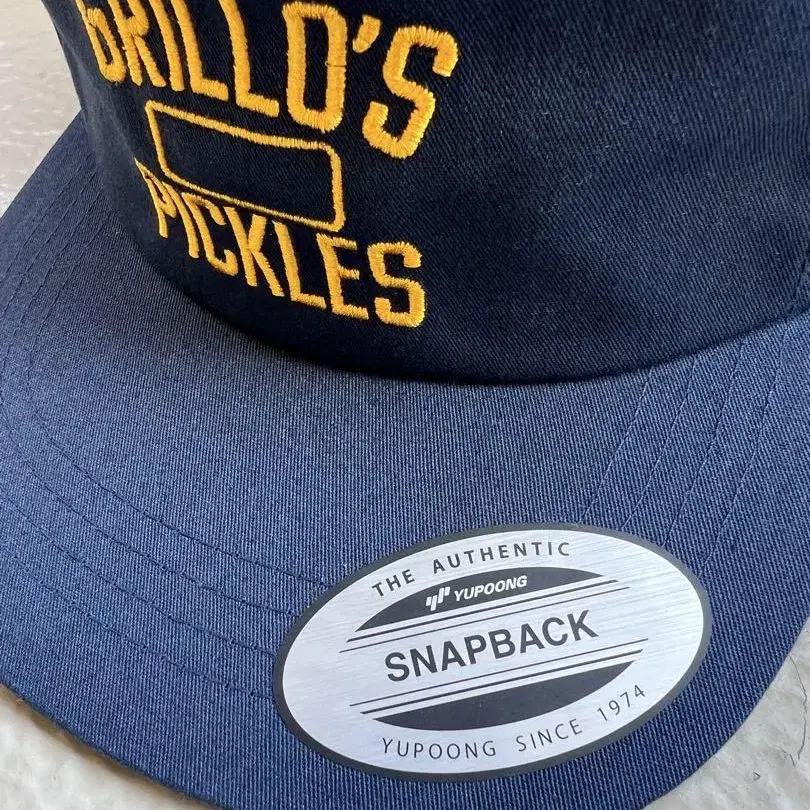 GRILLO'S
PICKLES
THE AUTHENTIC
YUPOONG
SNAPBACK
YUPOONG SINCE 1974